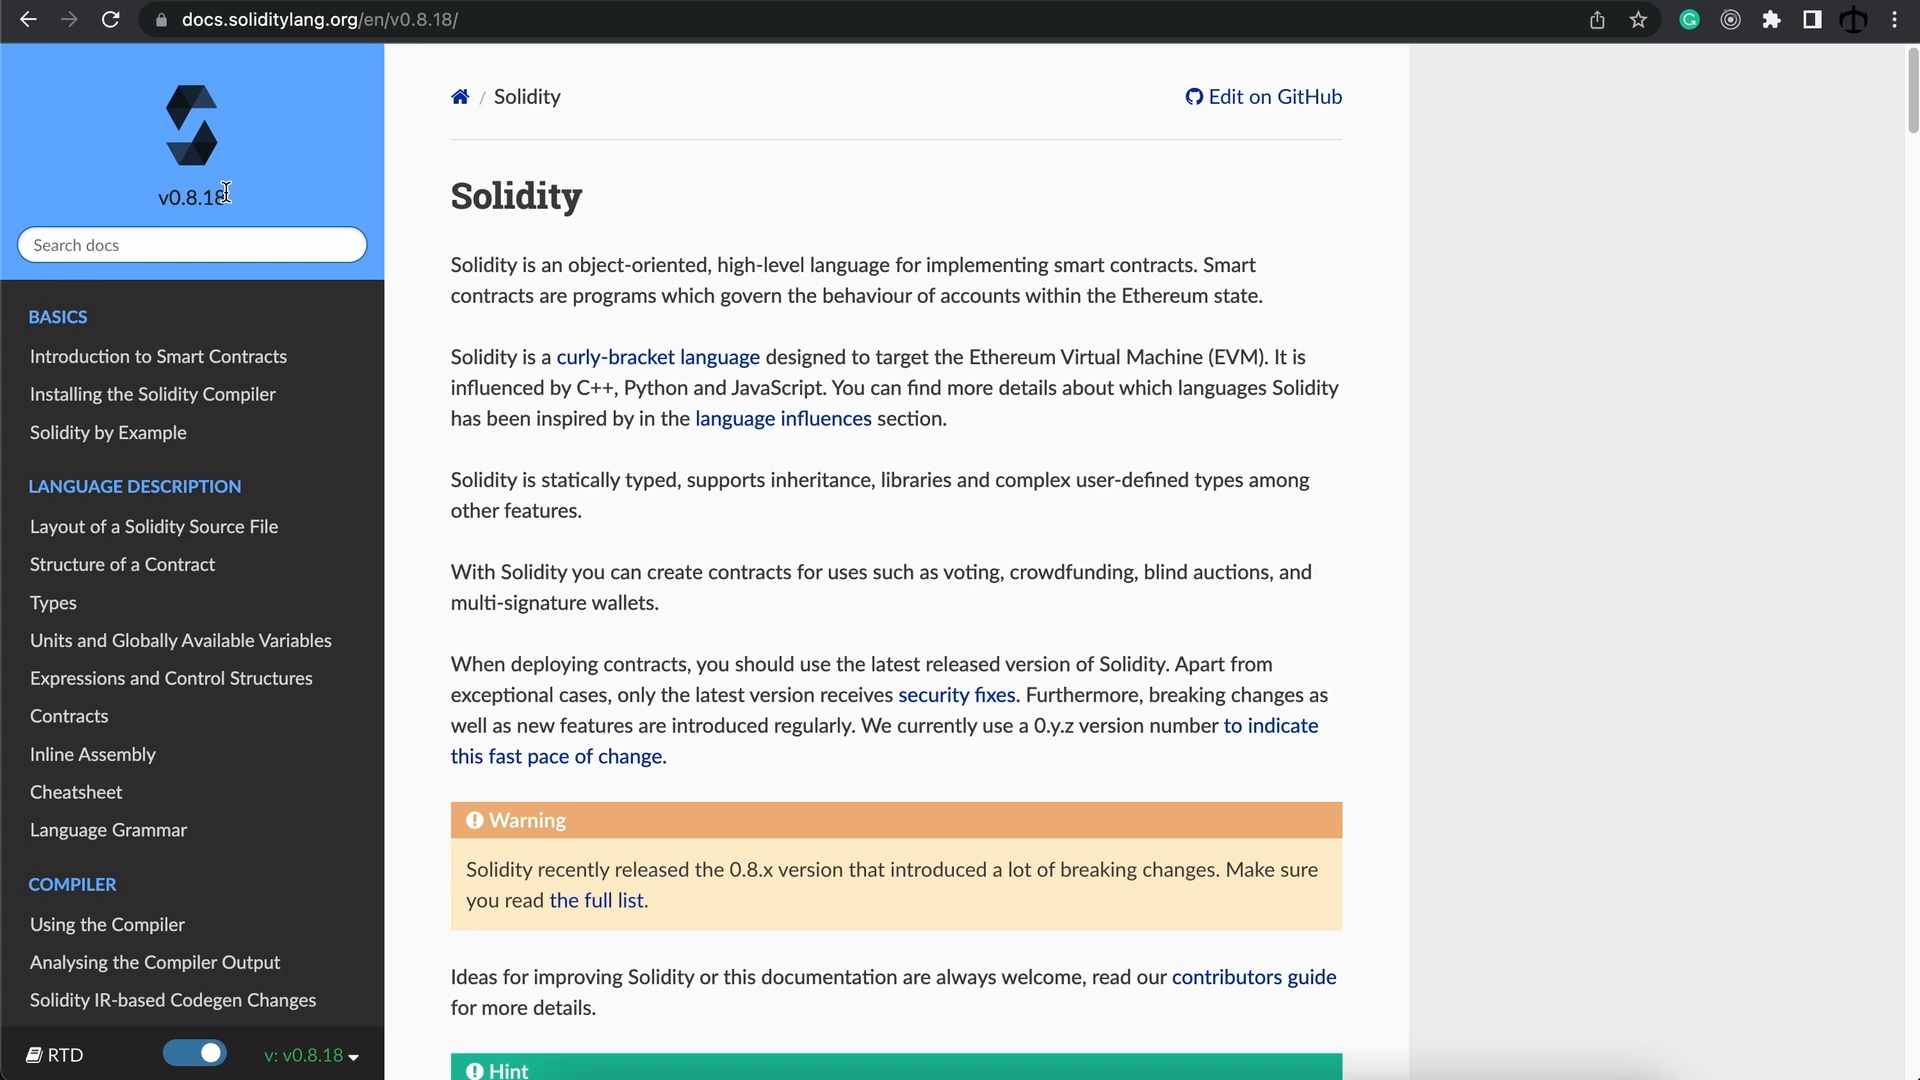 docs.soliditylang.org/en/v0.8.18/
v0.8.18
Search docs
BASICS
Introduction to Smart Contracts
Installing the Solidity Compiler
Solidity by Example
LANGUAGE DESCRIPTION
Layout of a Solidity Source File
Structure of a Contract
Types
Units and Globally Available Variables
Expressions and Control Structures
Contracts
Inline Assembly
Cheatsheet
Language Grammar
COMPILER
Using the Compiler
Analysing the Compiler Output
Solidity IR-based Codegen Changes
RTD
v: v0.8.18
/ Solidity
Edit on GitHub
Solidity
Solidity is an object-oriented, high-level language for implementing smart contracts. Smart
contracts are programs which govern the behaviour of accounts within the Ethereum state.
Solidity is a curly-bracket language designed to target the Ethereum Virtual Machine (EVM). It is
influenced by C++, Python and JavaScript. You can find more details about which languages Solidity
has been inspired by in the language influences section.
Solidity is statically typed, supports inheritance, libraries and complex user-defined types among
other features.
With Solidity you can create contracts for uses such as voting, crowdfunding, blind auctions, and
multi-signature wallets.
When deploying contracts, you should use the latest released version of Solidity. Apart from
exceptional cases, only the latest version receives security fixes. Furthermore, breaking changes as
well as new features are introduced regularly. We currently use a 0.y.z version number to indicate
this fast pace of change.
Warning
Solidity recently released the 0.8.x version that introduced a lot of breaking changes. Make sure
you read the full list.
Ideas for improving Solidity or this documentation are always welcome, read our contributors guide
for more details.
Hint